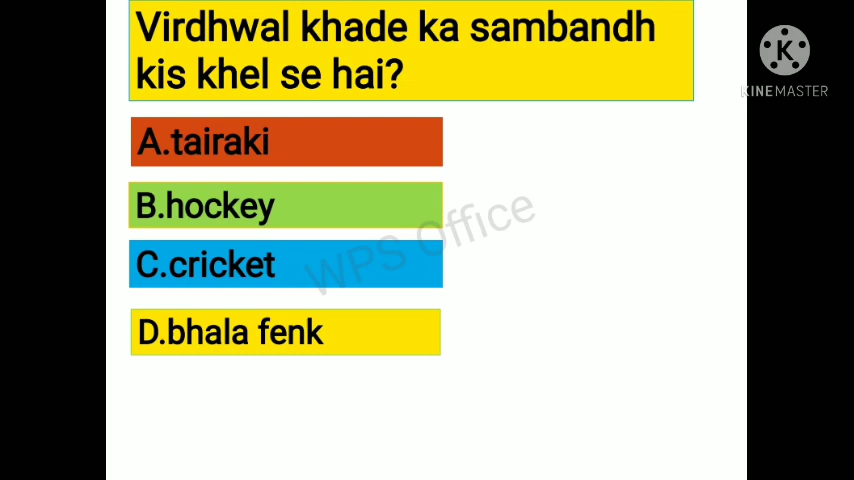 Virdhwal khade ka sambandh
kis khel se hai?
K
KINEMASTER
A.tairaki
B.hockey
C.cricket
D.bhala fenk
WPS Office